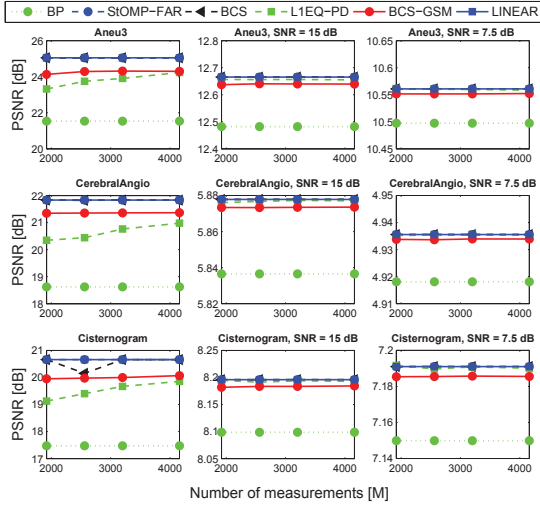 BP StOMP−FAR BCS L1EQ−PD BCS−GSM LINEAR
Aneu3
Aneu3, SNR = 15 dB
Aneu3, SNR = 7.5 dB
PSNR [dB]
26
24
22
20
12.8
12.7
12.6
12.5
12.4
10.65
10.6
10.55
10.5
10.45
2000 3000 4000
2000 3000 4000
2000 3000 4000
CerebralAngio
CerebralAngio, SNR = 15 dB
CerebralAngio, SNR = 7.5 dB
PSNR [dB]
22
21
20
19
18
5.88
5.86
5.84
5.82
4.95
4.94
4.93
4.92
4.91
2000 3000 4000
2000 3000 4000
2000 3000 4000
Cisternogram
Cisternogram, SNR = 15 dB
Cisternogram, SNR = 7.5 dB
PSNR [dB]
21
20
19
18
17
8.25
8.2
8.15
8.1
8.05
7.2
7.18
7.16
7.14
2000 3000 4000
2000 3000 4000
2000 3000 4000
Number of measurements [M]